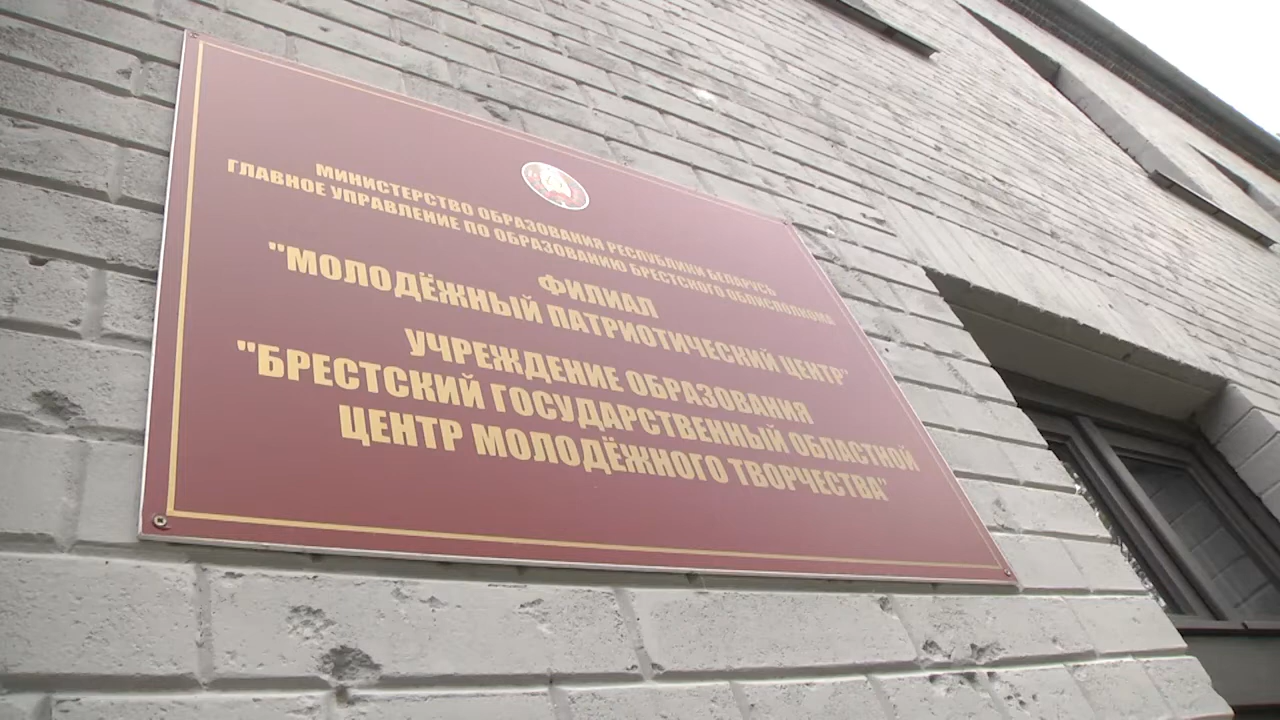 МИНИСТЕРСТВО ОБРАЗОВАНИЯ РЕСПУБЛИКИ БЕЛАРУСЬ
ГЛАВНОЕ УПРАВЛЕНИЕ ПО ОБРАЗОВАНИЮ БРЕСТСКОГО ОБЛИСПОЛКОМА
ФИЛИАЛ
"МОЛОДЁЖНЫЙ ПАТРИОТИЧЕСКИЙ ЦЕНТР"
УЧРЕЖДЕНИЕ ОБРАЗОВАНИЯ
"БРЕСТСКИЙ ГОСУДАРСТВЕННЫЙ ОБЛАСТНОЙ
ЦЕНТР МОЛОДЁЖНОГО ТВОРЧЕСТВА"